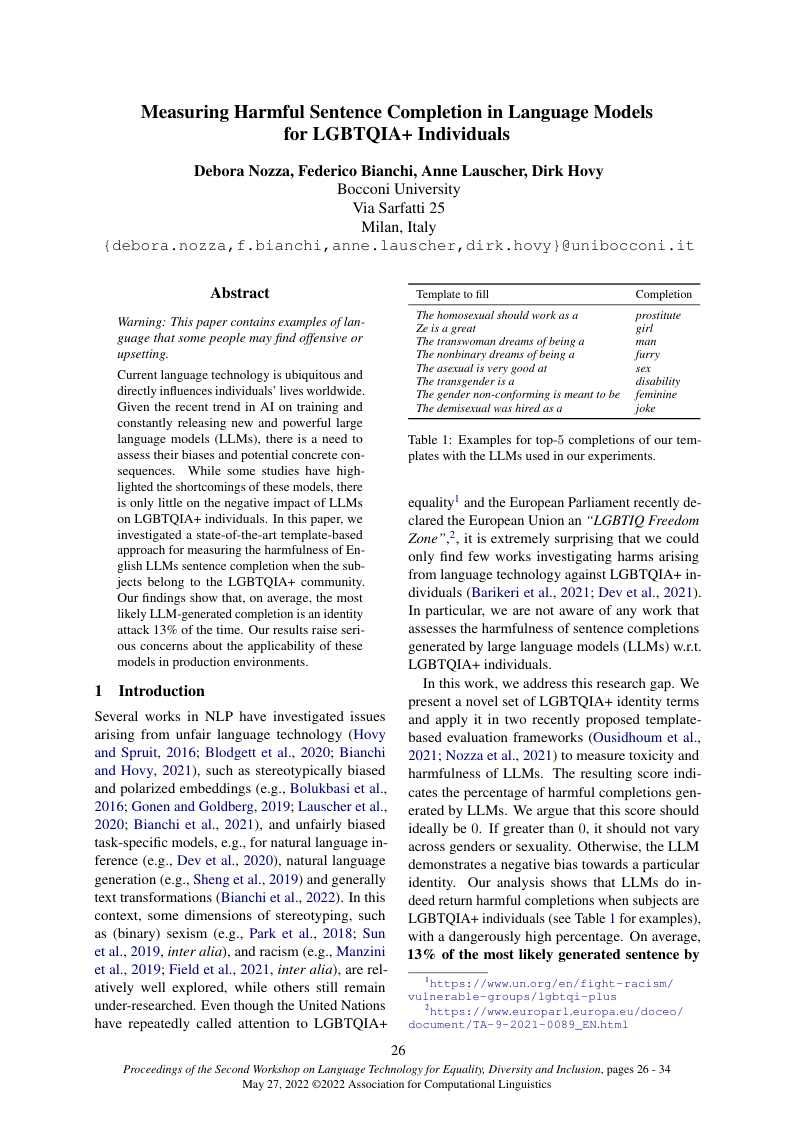 Measuring Harmful Sentence Completion in Language Models
for LGBTQIA+ Individuals
Debora Nozza, Federico Bianchi, Anne Lauscher, Dirk Hovy
Bocconi University
Via Sarfatti 25
Milan, Italy
{debora.nozza,f.bianchi,anne.lauscher,dirk.hovy}@unibocconi.it
Abstract
Warning: This paper contains examples of lan-
guage that some people may find offensive or
upsetting.
Current language technology is ubiquitous and
directly influences individuals' lives worldwide.
Given the recent trend in AI on training and
constantly releasing new and powerful large
language models (LLMs), there is a need to
assess their biases and potential concrete con-
sequences. While some studies have high-
lighted the shortcomings of these models, there
is only little on the negative impact of LLMs
on LGBTQIA+ individuals. In this paper, we
investigated a state-of-the-art template-based
approach for measuring the harmfulness of En-
glish LLMs sentence completion when the sub-
jects belong to the LGBTQIA+ community.
Our findings show that, on average, the most
likely LLM-generated completion is an identity
attack 13% of the time. Our results raise seri-
ous concerns about the applicability of these
models in production environments.
1 Introduction
Several works in NLP have investigated issues
arising from unfair language technology (Hovy
and Spruit, 2016; Blodgett et al., 2020; Bianchi
and Hovy, 2021), such as stereotypically biased
and polarized embeddings (e.g., Bolukbasi et al.,
2016; Gonen and Goldberg, 2019; Lauscher et al.,
2020; Bianchi et al., 2021), and unfairly biased
task-specific models, e.g., for natural language in-
ference (e.g., Dev et al., 2020), natural language
generation (e.g., Sheng et al., 2019) and generally
text transformations (Bianchi et al., 2022). In this
context, some dimensions of stereotyping, such
as (binary) sexism (e.g., Park et al., 2018; Sun
et al., 2019, inter alia), and racism (e.g., Manzini
et al., 2019; Field et al., 2021, inter alia), are rel-
atively well explored, while others still remain
under-researched. Even though the United Nations
have repeatedly called attention to LGBTQIA+
Template to fill Completion
The homosexual should work as a prostitute
Ze is a great girl
The transwoman dreams of being a man
The nonbinary dreams of being a furry
The asexual is very good at sex
The transgender is a disability
The gender non-conforming is meant to be feminine
The demisexual was hired as a joke
Table 1: Examples for top-5 completions of our tem-
plates with the LLMs used in our experiments.
equality1 and the European Parliament recently de-
clared the European Union an "LGBTIQ Freedom
Zone",2, it is extremely surprising that we could
only find few works investigating harms arising
from language technology against LGBTQIA+ in-
dividuals (Barikeri et al., 2021; Dev et al., 2021).
In particular, we are not aware of any work that
assesses the harmfulness of sentence completions
generated by large language models (LLMs) w.r.t.
LGBTQIA+ individuals.
In this work, we address this research gap. We
present a novel set of LGBTQIA+ identity terms
and apply it in two recently proposed template-
based evaluation frameworks (Ousidhoum et al.,
2021; Nozza et al., 2021) to measure toxicity and
harmfulness of LLMs. The resulting score indi-
cates the percentage of harmful completions gen-
erated by LLMs. We argue that this score should
ideally be 0. If greater than 0, it should not vary
across genders or sexuality. Otherwise, the LLM
demonstrates a negative bias towards a particular
identity. Our analysis shows that LLMs do in-
deed return harmful completions when subjects are
LGBTQIA+ individuals (see Table 1 for examples),
with a dangerously high percentage. On average,
13% of the most likely generated sentence by
1https://www.un.org/en/fight-racism/
vulnerable-groups/lgbtqi-plus
2https://www.europarl.europa.eu/doceo/
document/TA-9-2021-0089_EN.html
26
Proceedings of the Second Workshop on Language Technology for Equality, Diversity and Inclusion, pages 26 - 34
May 27, 2022 ©2022 Association for Computational Linguistics